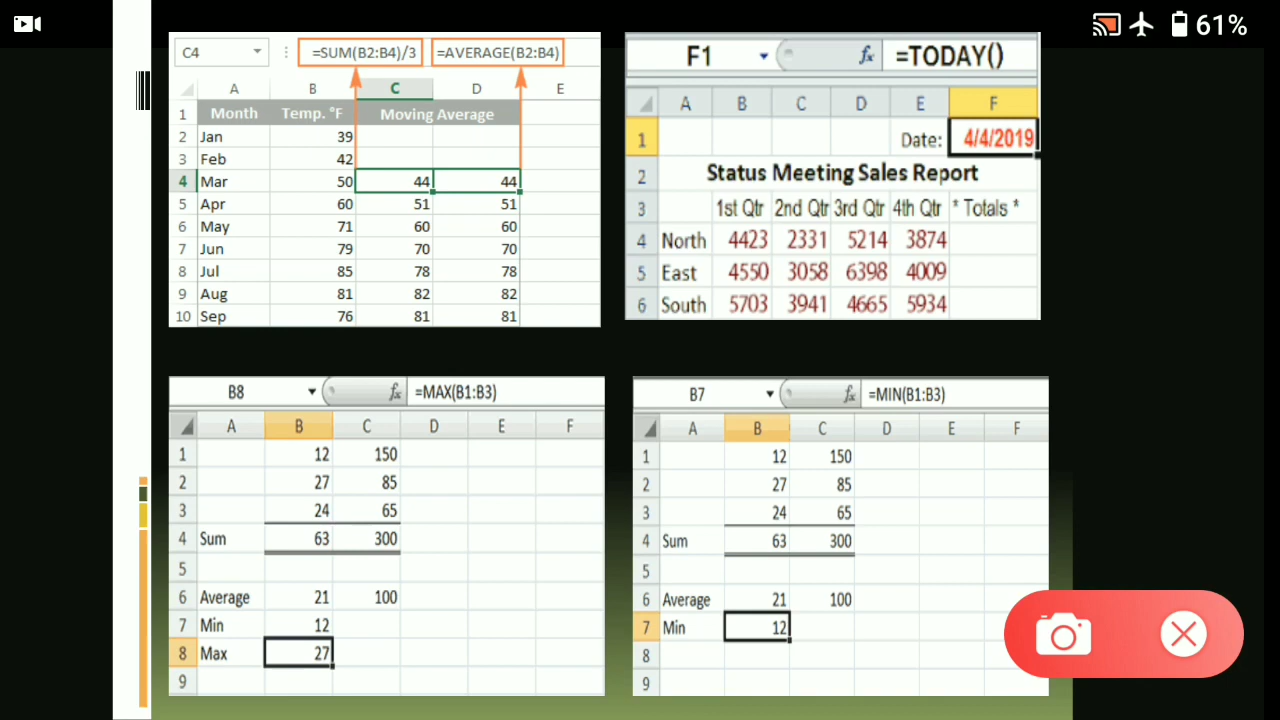 61%
C4 =SUM(B2:B4)/3 =AVERAGE(B2:B4)
A B C D E
1 Month Temp. °F Moving Average
2 Jan 39
3 Feb 42
4 Mar 50 44 44
5 Apr 60 51 51
6 May 71 60 60
7 Jun 79 70 70
8 Jul 85 78 78
9 Aug 81 82 82
10 Sep 76 81 81
F1 fx =TODAY()
A B C D E F
1 Date: 4/4/2019
2 Status Meeting Sales Report
3 1st Qtr 2nd Qtr 3rd Qtr 4th Qtr * Totals *
4 North 4423 2331 5214 3874
5 East 4550 3058 6398 4009
6 South 5703 3941 4665 5934
B8 fx =MAX(B1:B3)
A B C D E F
1 12 150
2 27 85
3 24 65
4 Sum 63 300
5
6 Average 21 100
7 Min 12
8 Max 27
9
B7 fx =MIN(B1:B3)
A B C D E F
1 12 150
2 27 85
3 24 65
4 Sum 63 300
5
6 Average 21 100
7 Min 12
8
9